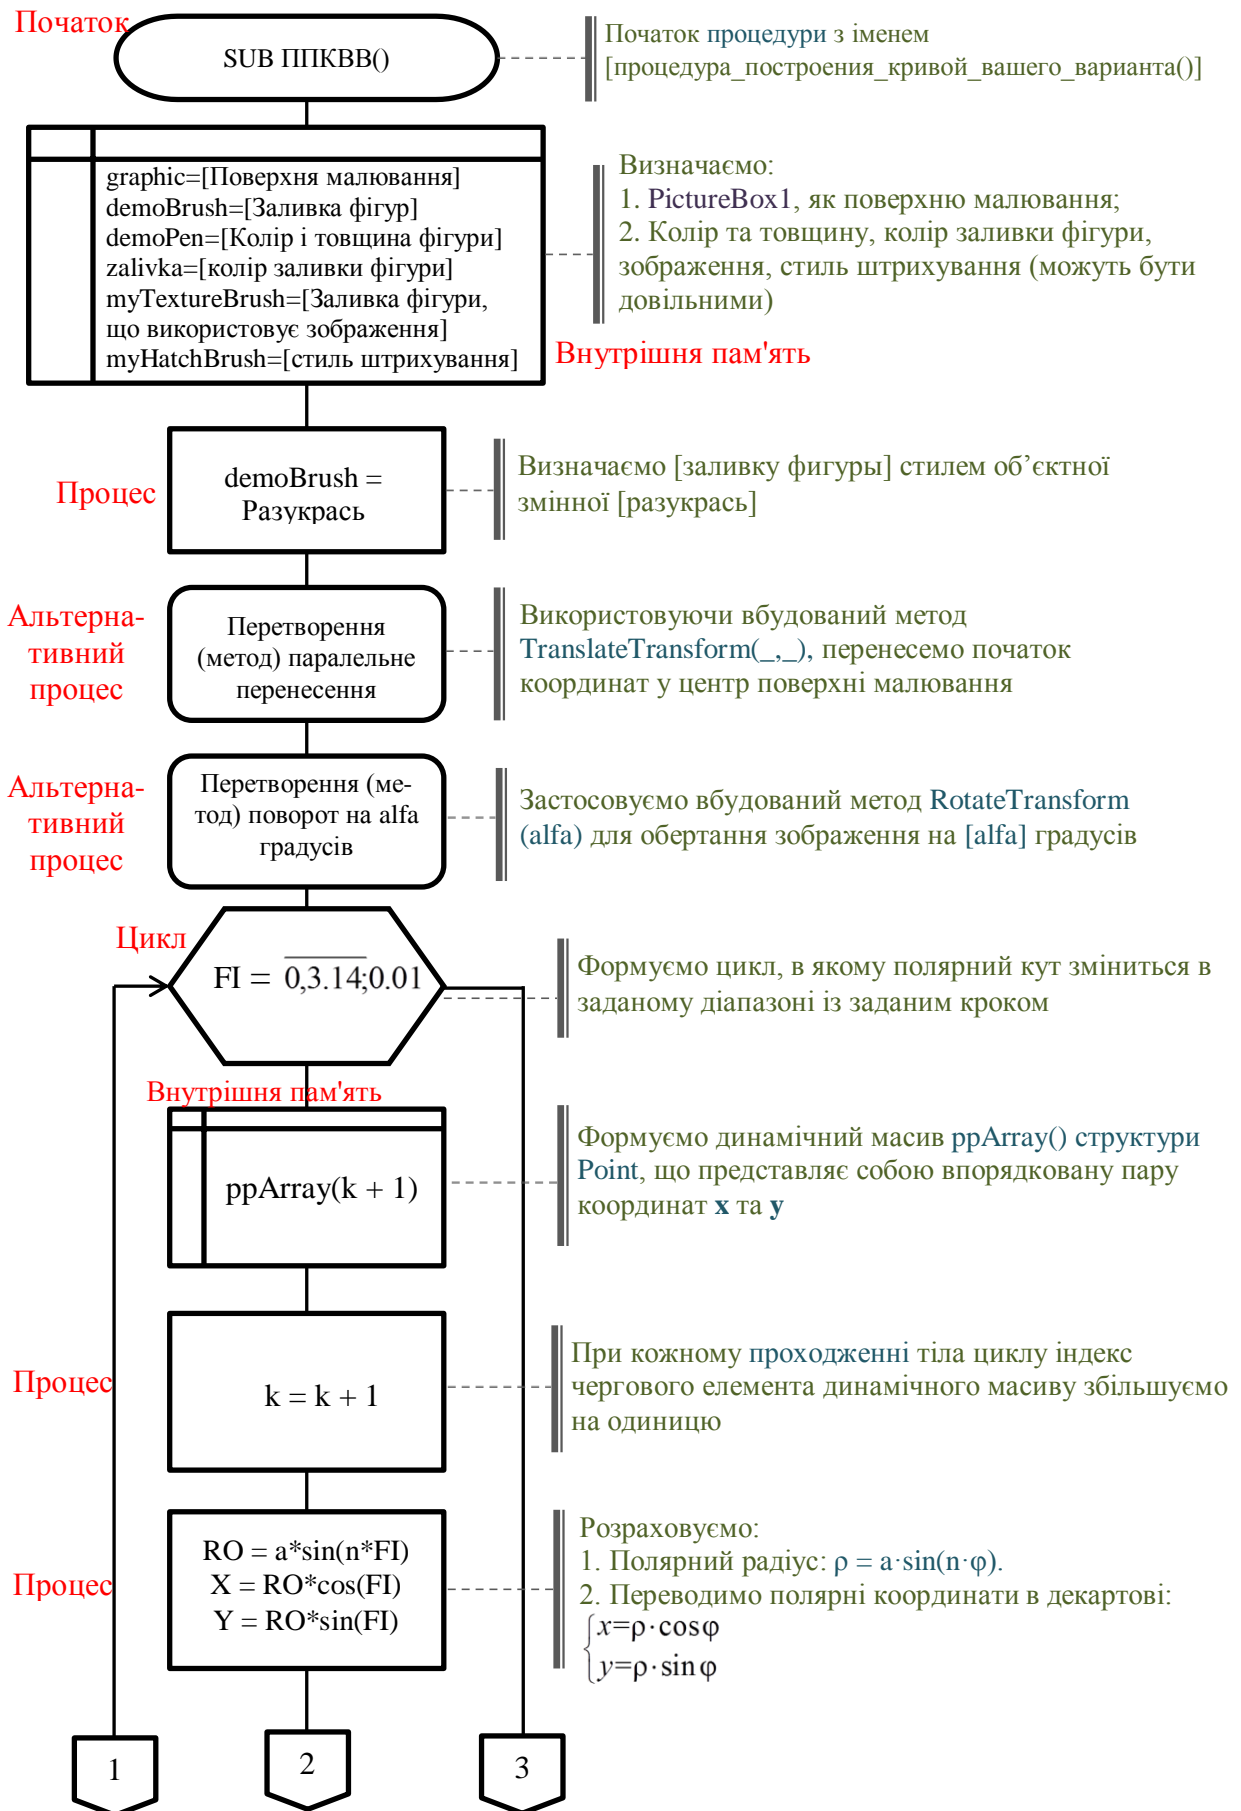 Початок
SUB ППКВВ()
Початок процедури з іменем
[процедура_построения_кривой_вашего_варианта()]
graphic=[Поверхня малювання]
demoBrush=[Заливка фігур]
demoPen=[Колір і товщина фігури]
zalivka=[колір заливки фігури]
myTextureBrush=[Заливка фігури,
що використовує зображення]
myHatchBrush=[стиль штрихування]
Визначаємо:
1. PictureBox1, як поверхню малювання;
2. Колір та товщину, колір заливки фігури,
зображення, стиль штрихування (можуть бути
довільними)
Внутрішня пам'ять
Процес
demoBrush =
Разукрась
Визначаємо [заливку фигуры] стилем об’єктної
змінної [разукрась]
Альтерна-
тивний
процес
Перетворення
(метод) паралельне
перенесення
Використовуючи вбудований метод
TranslateTransform(_,_), перенесемо початок
координат у центр поверхні малювання
Альтерна-
тивний
процес
Перетворення (ме-
тод) поворот на alfa
градусів
Застосовуємо вбудований метод RotateTransform
(alfa) для обертання зображення на [alfa] градусів
Цикл
FI = 0,3.14;0.01
Формуємо цикл, в якому полярний кут зміниться в
заданому діапазоні із заданим кроком
Внутрішня пам'ять
ppArray(k + 1)
Формуємо динамічний масив ppArray() структури
Point, що представляє собою впорядковану пару
координат x та y
Процес
k = k + 1
При кожному проходженні тіла циклу індекс
чергового елемента динамічного масиву збільшуємо
на одиницю
Процес
RO = a*sin(n*FI)
X = RO*cos(FI)
Y = RO*sin(FI)
Розраховуємо:
1. Полярний радіус: ρ = a·sin(n·φ).
2. Переводимо полярні координати в декартові:
x=ρ·cosφ
y=ρ·sinφ
1
2
3